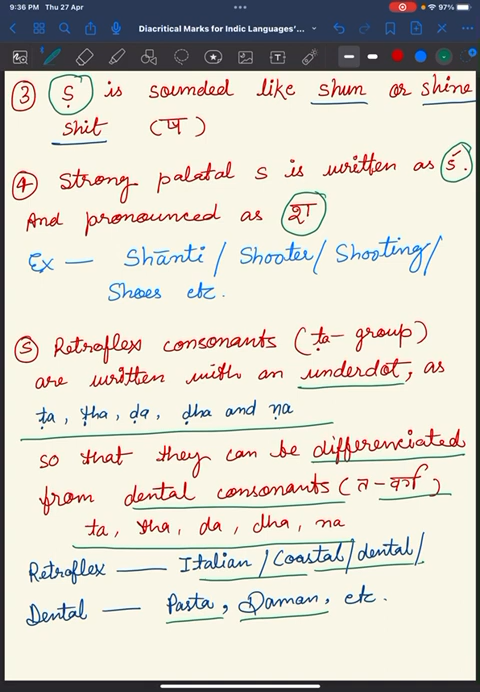 9:36 PM Thu 27 Apr
97%
Diacritical Marks for Indic Languages'...
③ ṣ is sounded like shun or shine
shit (ष)
④ Strong palatal s is written as ś.
And pronounced as श
Ex — Shānti / Shooter / Shooting /
Shoes etc.
⑤ Retroflex consonants (ṭa- group)
are written with an underdot, as
ṭa, ṭha, ḍa, ḍha and ṇa
so that they can be differenciated
from dental consonants (त-वर्ग)
ta, tha, da, dha, na
Retroflex — Italian / Coastal / dental /
Dental — Pasta, Daman, etc.